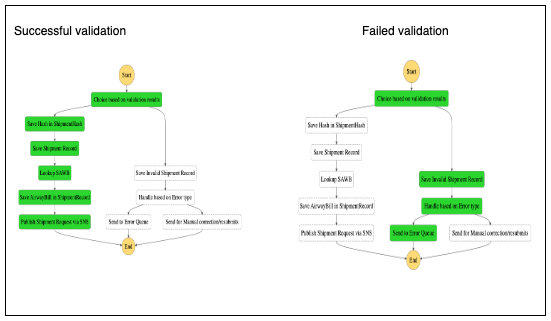 Successful validation
Failed validation
Start
Choice based on validation results
Save Hash in ShipmentHash
Save Shipment Record
Lookup SAWB
Save Invalid Shipment Record
Save AirwayBill in ShipmentRecord
Handle based on Error type
Publish Shipment Request via SNS
Send to Error Queue
Send for Manual correction/resubmits
End
Start
Choice based on validation results
Save Hash in ShipmentHash
Save Shipment Record
Lookup SAWB
Save Invalid Shipment Record
Save AirwayBill in ShipmentRecord
Handle based on Error type
Publish Shipment Request via SNS
Send to Error Queue
Send for Manual correction/resubmits
End